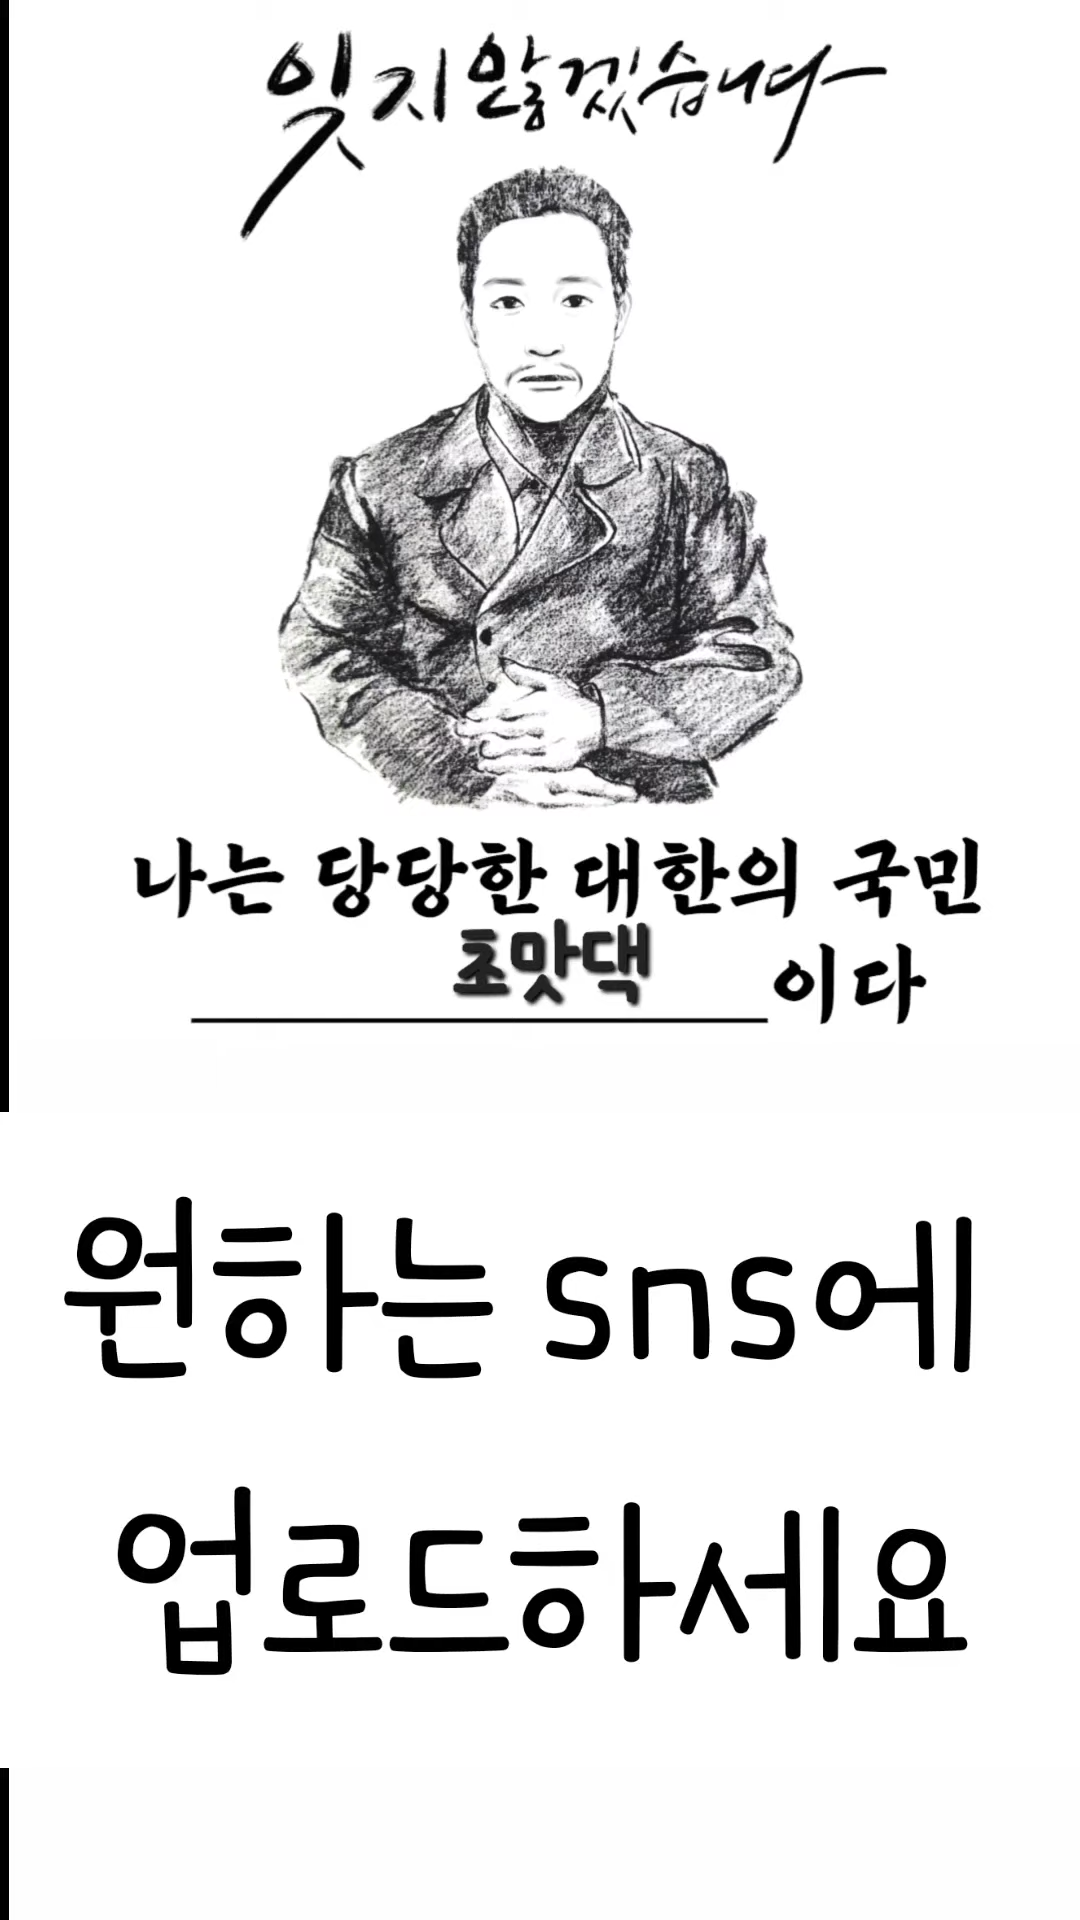 잊지 않겠습니다
나는 당당한 대한의 국민
초맛댁 이다
원하는 sns에
업로드하세요